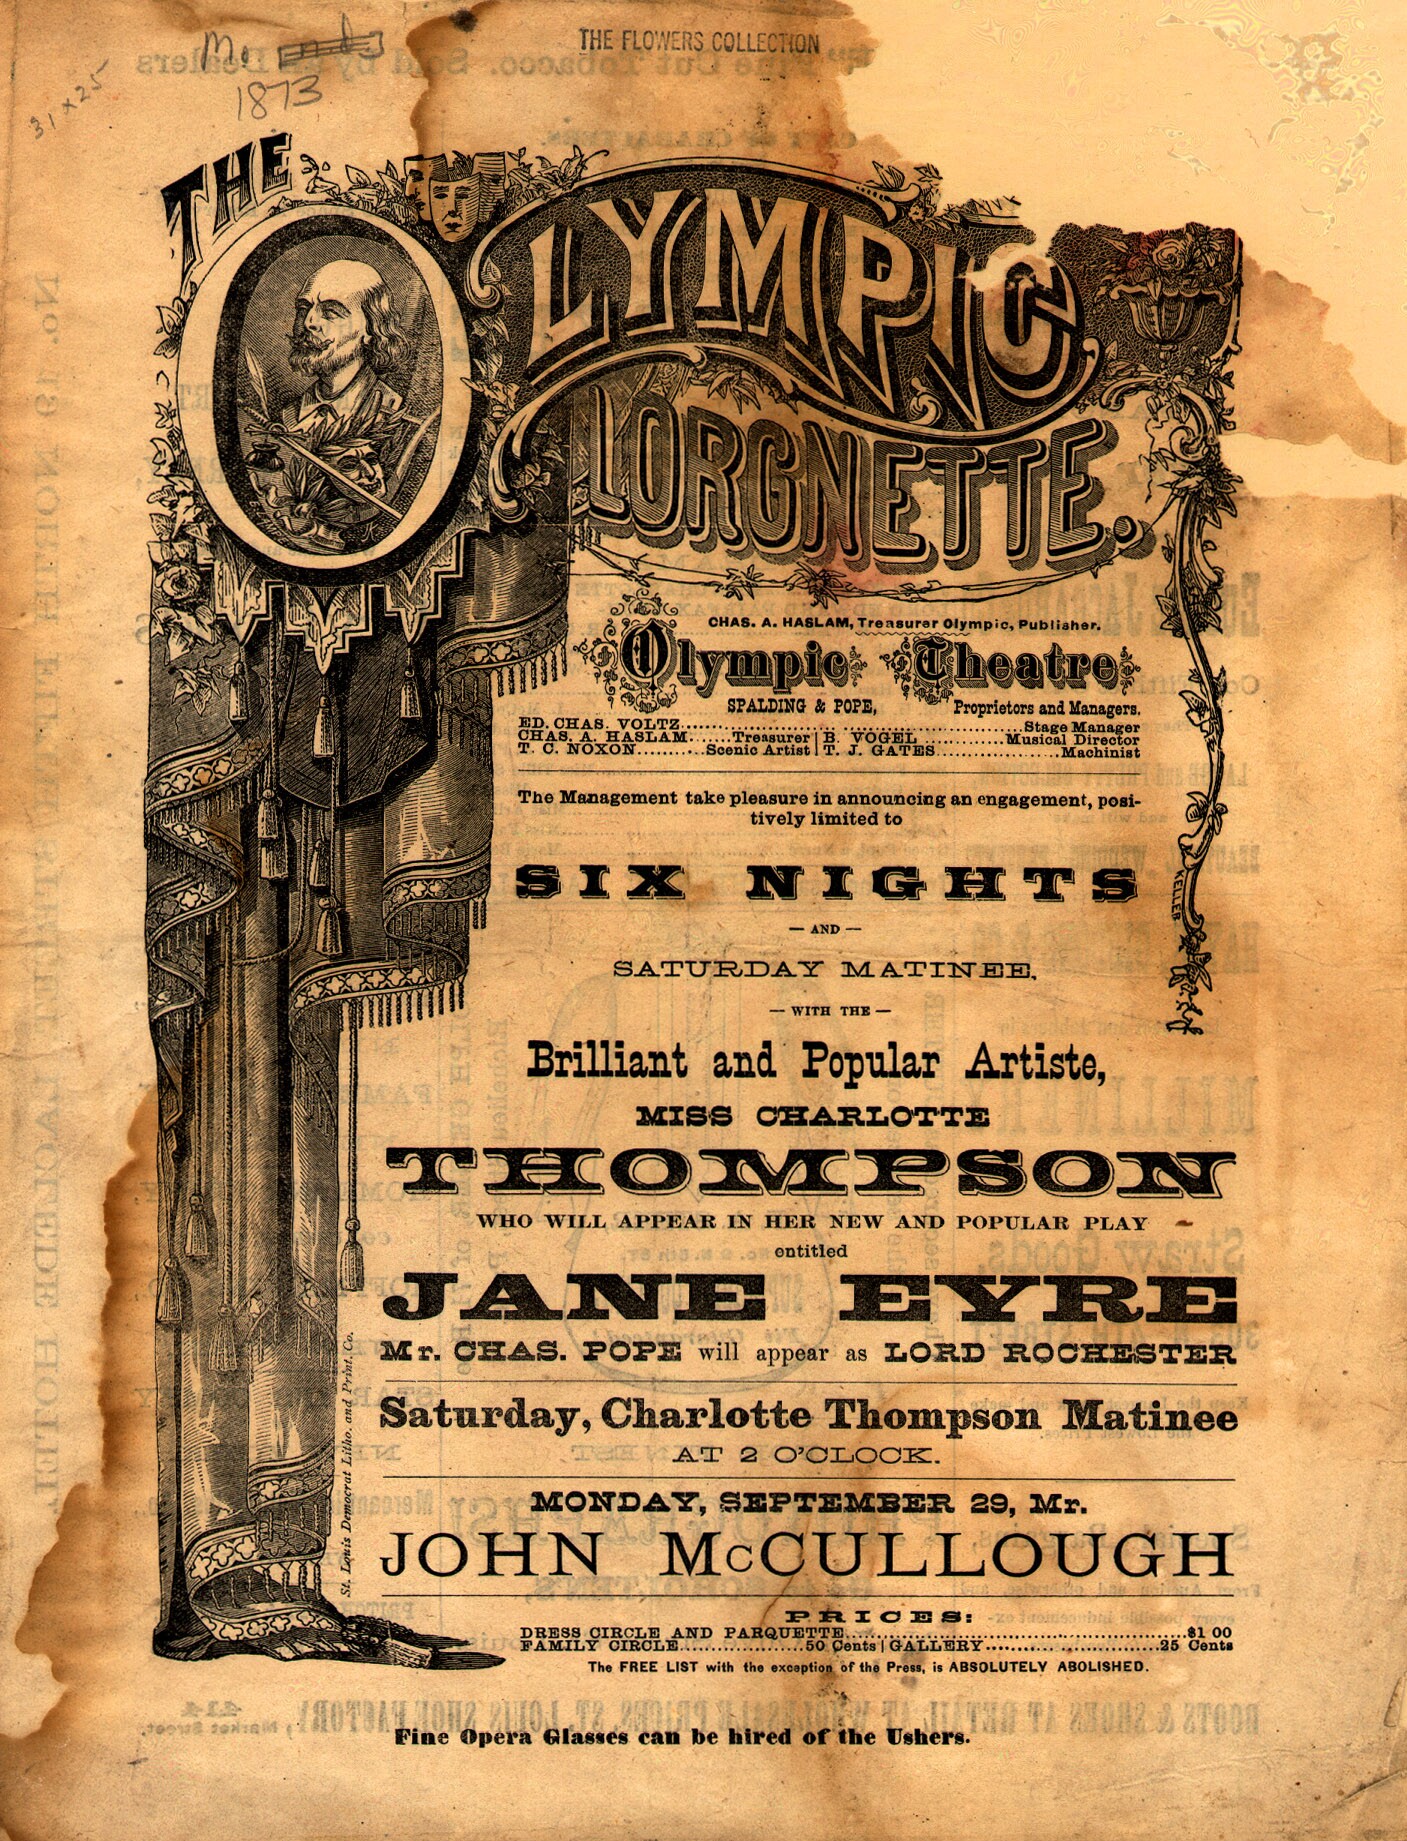 THE FLOWERS COLLECTION
Mo
1873
31 x 25
THE OLYMPIC
LORGNETTE.
CHAS. A. HASLAM, Treasurer Olympic, Publisher.
Olympic Theatre
SPALDING & POPE, Proprietors and Managers.
ED. CHAS. VOLTZ.......Stage Manager
CHAS. A. HASLAM......Treasurer | B. VOGEL............Musical Director
T. C. NOXON..........Scenic Artist | T. J. GATES..................Machinist
The Management take pleasure in announcing an engagement, posi-
tively limited to
SIX NIGHTS
— AND —
SATURDAY MATINEE,
— WITH THE —
Brilliant and Popular Artiste,
MISS CHARLOTTE
THOMPSON
WHO WILL APPEAR IN HER NEW AND POPULAR PLAY
entitled
JANE EYRE
Mr. CHAS. POPE will appear as LORD ROCHESTER
Saturday, Charlotte Thompson Matinee
AT 2 O'CLOCK.
MONDAY, SEPTEMBER 29, Mr.
JOHN McCULLOUGH
PRICES:
DRESS CIRCLE AND PARQUETTE..........$1 00
FAMILY CIRCLE..................50 Cents | GALLERY..........................25 Cents
The FREE LIST with the exception of the Press, is ABSOLUTELY ABOLISHED.
Fine Opera Glasses can be hired of the Ushers.
KELLER
St. Louis Democrat Litho. and Print. Co.